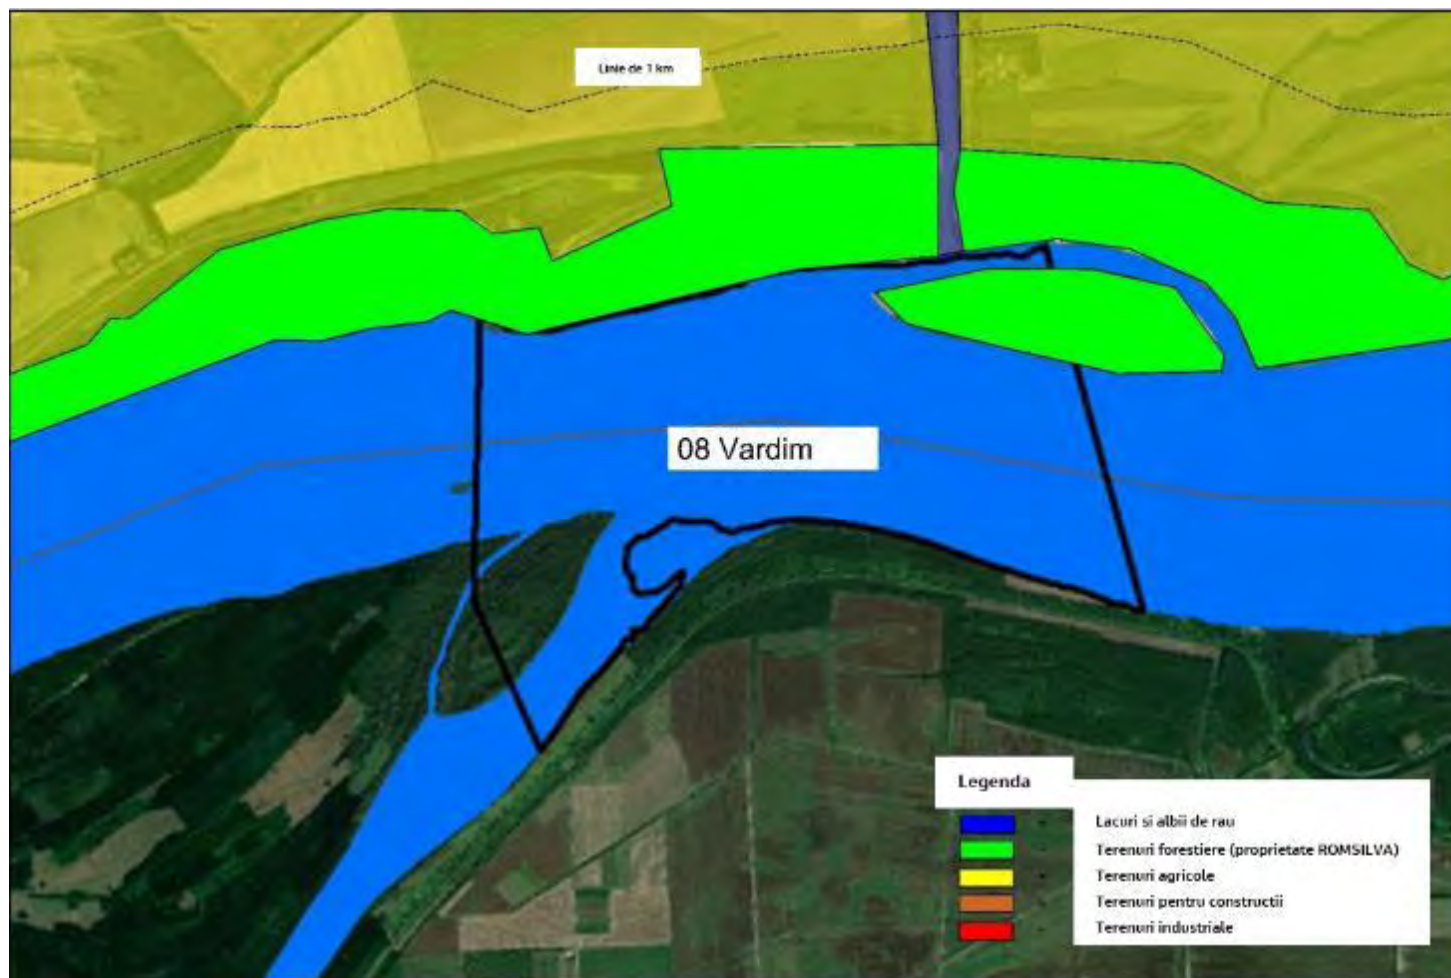 Linie de 1 km
08 Vardim
Legenda
Lacuri si albii de rau
Terenuri forestiere (proprietate ROMSILVA)
Terenuri agricole
Terenuri pentru constructii
Terenuri industriale